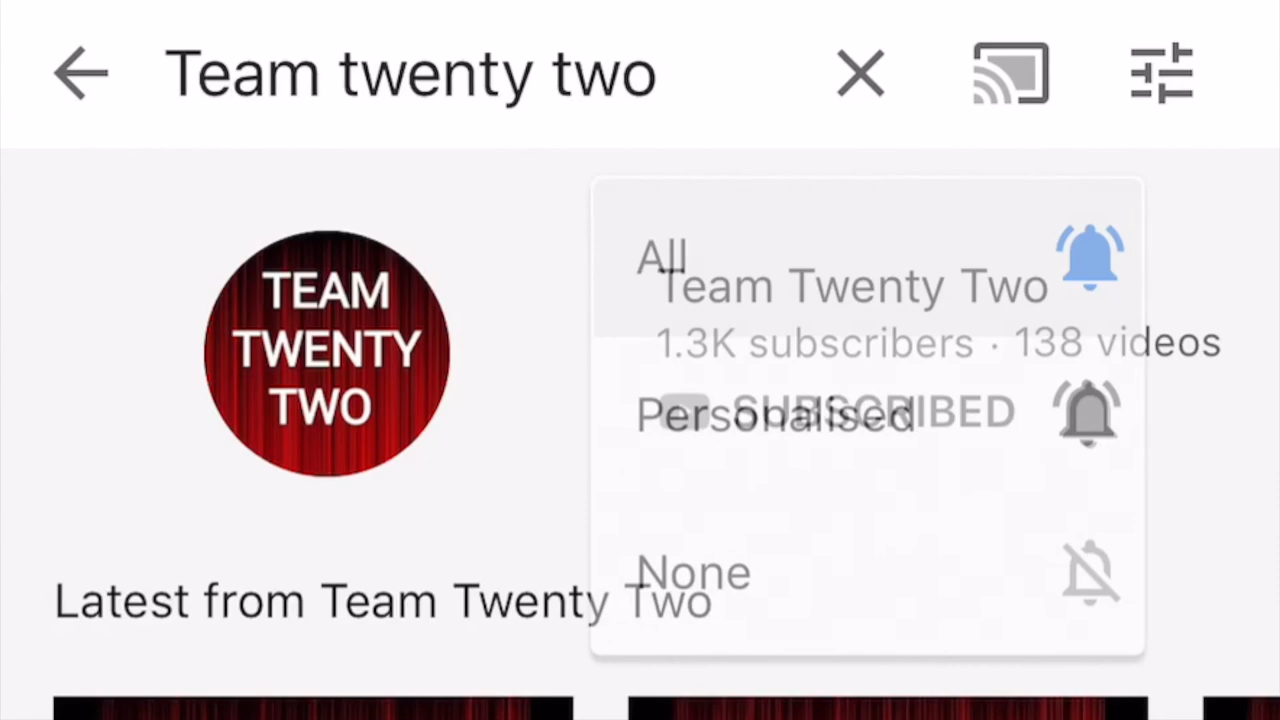 Team twenty two
TEAM
TWENTY
TWO
All
Team Twenty Two
1.3K subscribers · 138 videos
Personalised
SUBSCRIBED
None
Latest from Team Twenty Two